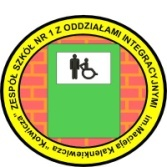 ZESPÓŁ SZKÓŁ NR 1 Z ODDZIAŁAMI INTEGRACYJNYMI
im Macieja Kalenkiewicza "Kotwicza"